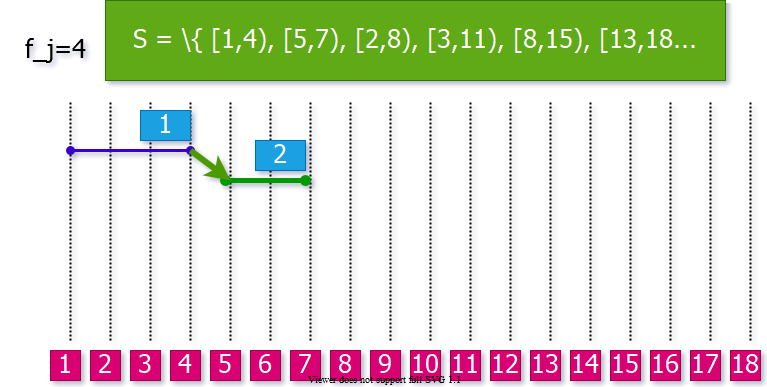 f_j=4
S = \{ [1,4), [5,7), [2,8), [3,11), [8,15), [13,18...
1
2
1 2 3 4 5 6 7 8 9 10 11 12 13 14 15 16 17 18
Viewer does not support full SVG 1.1